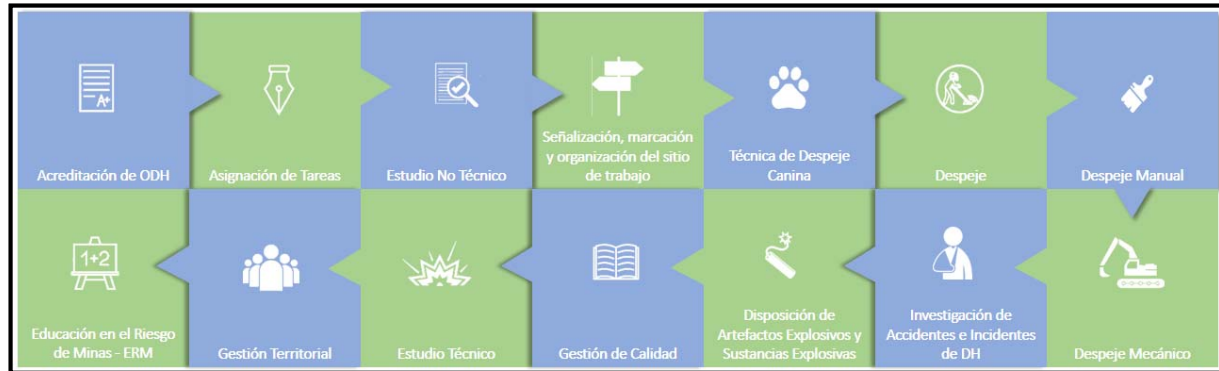 A+
Acreditación de ODH
Asignación de Tareas
Estudio No Técnico
Señalización, marcación
y organización del sitio
de trabajo
Técnica de Despeje
Canina
Despeje
Despeje Manual
1+2
Educación en el Riesgo
de Minas - ERM
Gestión Territorial
Estudio Técnico
Gestión de Calidad
Disposición de
Artefactos Explosivos y
Sustancias Explosivas
Investigación de
Accidentes e Incidentes
de DH
Despeje Mecánico